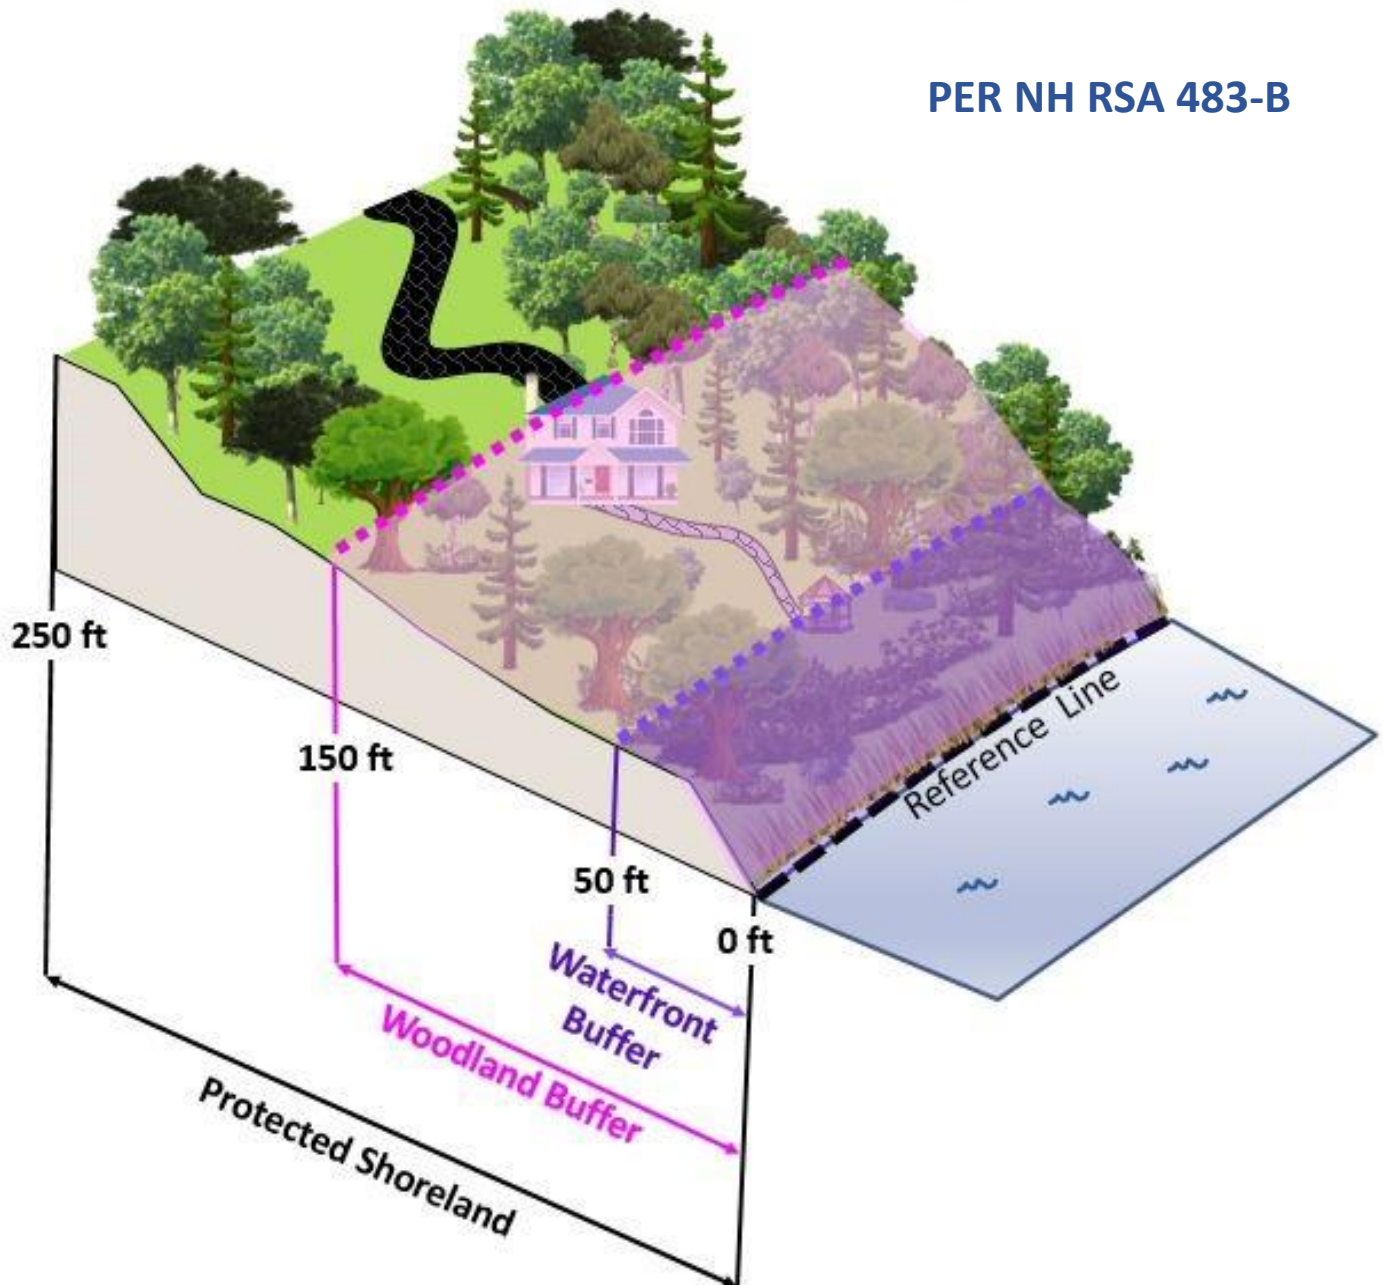 PER NH RSA 483-B
250 ft
150 ft
50 ft
0 ft
Reference Line
Waterfront
Buffer
Woodland Buffer
Protected Shoreland